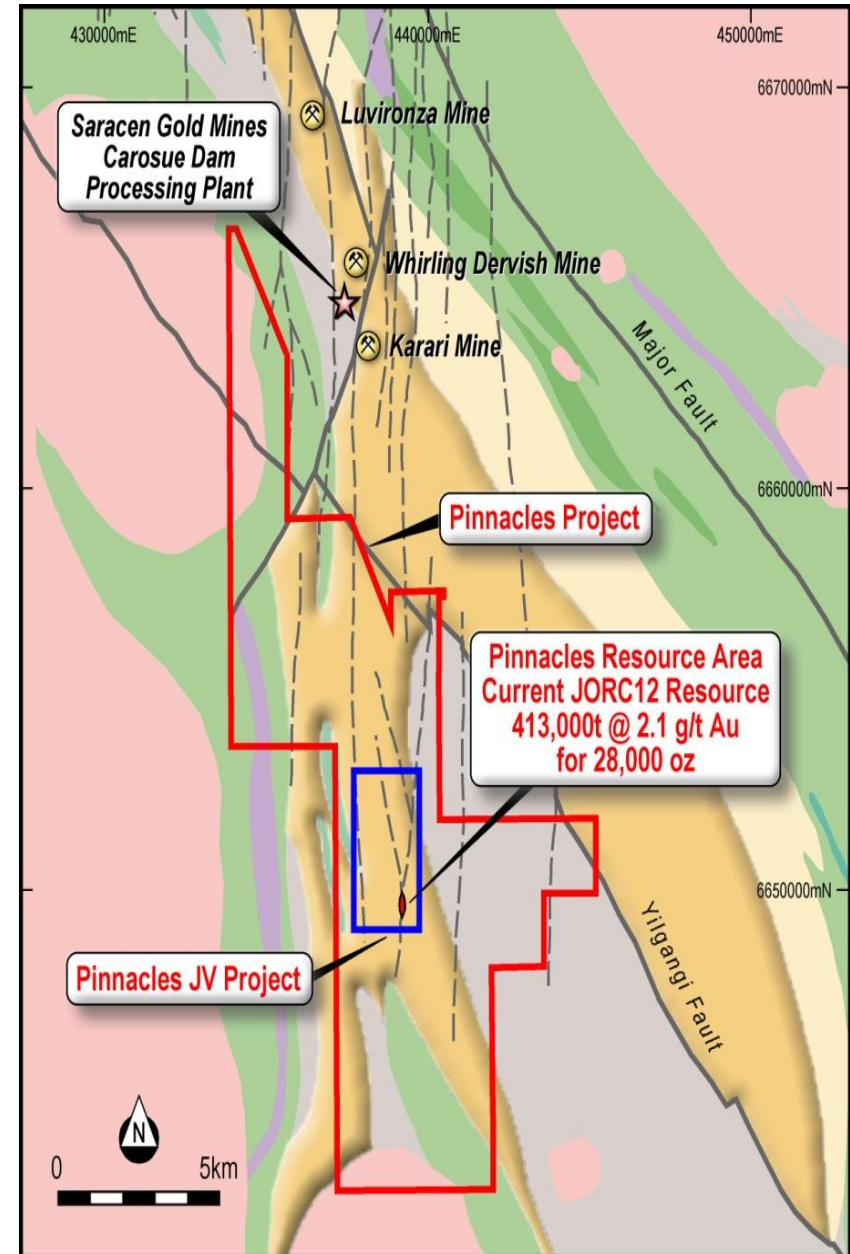 430000mE
440000mE
450000mE
6670000mN
Luvironza Mine
Saracen Gold Mines
Carosue Dam
Processing Plant
Whirling Dervish Mine
Karari Mine
Major Fault
6660000mN
Pinnacles Project
Pinnacles Resource Area
Current JORC12 Resource
413,000t @ 2.1 g/t Au
for 28,000 oz
6650000mN
Yilgangi Fault
Pinnacles JV Project
N
0
5km